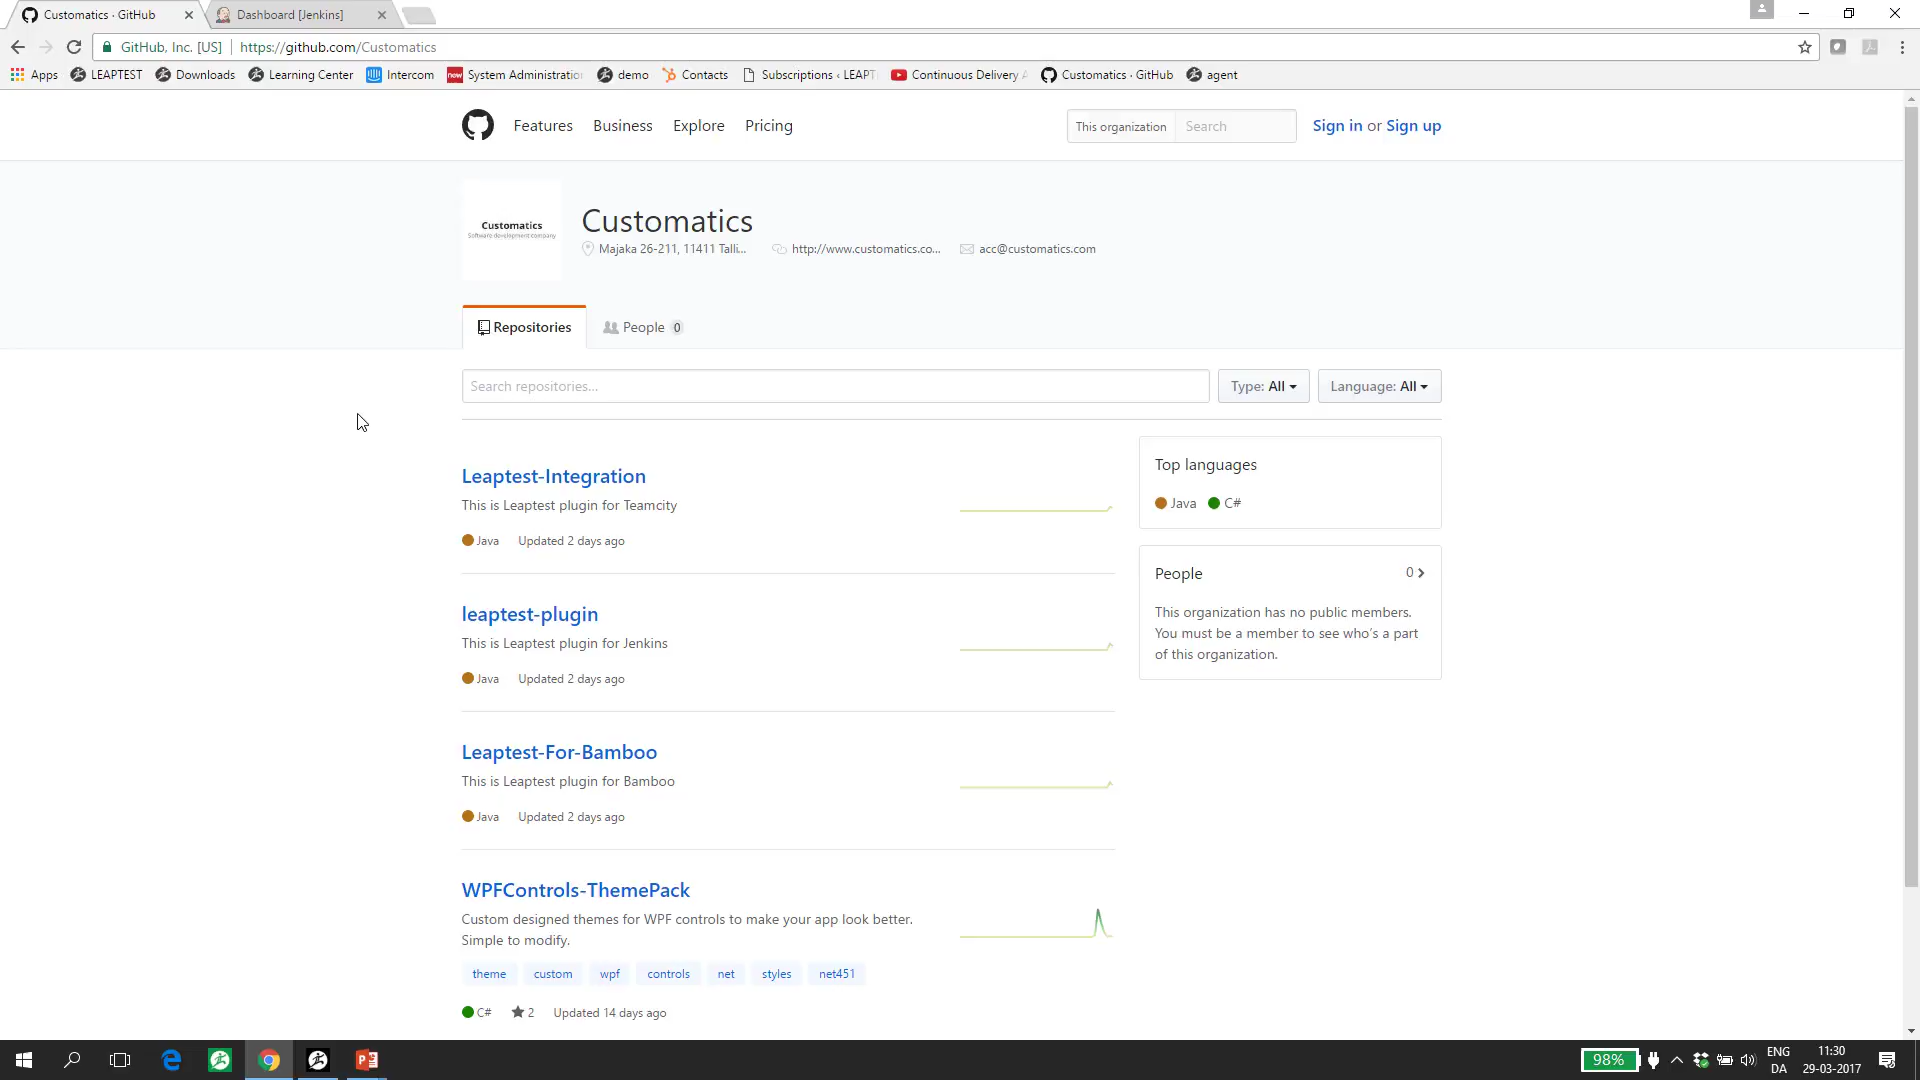 Customatics · GitHub
Dashboard [Jenkins]
GitHub, Inc. [US] https://github.com/Customatics
Apps LEAPTEST Downloads Learning Center Intercom System Administratio demo Contacts Subscriptions ‹ LEAPT Continuous Delivery A Customatics · GitHub agent
Features Business Explore Pricing This organization Search Sign in or Sign up
Customatics
Software development company
Customatics
Majaka 26-211, 11411 Talli... http://www.customatics.co... acc@customatics.com
Repositories People 0
Search repositories... Type: All Language: All
Leaptest-Integration
This is Leaptest plugin for Teamcity
Java Updated 2 days ago
leaptest-plugin
This is Leaptest plugin for Jenkins
Java Updated 2 days ago
Leaptest-For-Bamboo
This is Leaptest plugin for Bamboo
Java Updated 2 days ago
WPFControls-ThemePack
Custom designed themes for WPF controls to make your app look better.
Simple to modify.
theme custom wpf controls net styles net451
C# 2 Updated 14 days ago
Top languages
Java C#
People 0
This organization has no public members.
You must be a member to see who's a part
of this organization.
98%
ENG
DA
11:30
29-03-2017